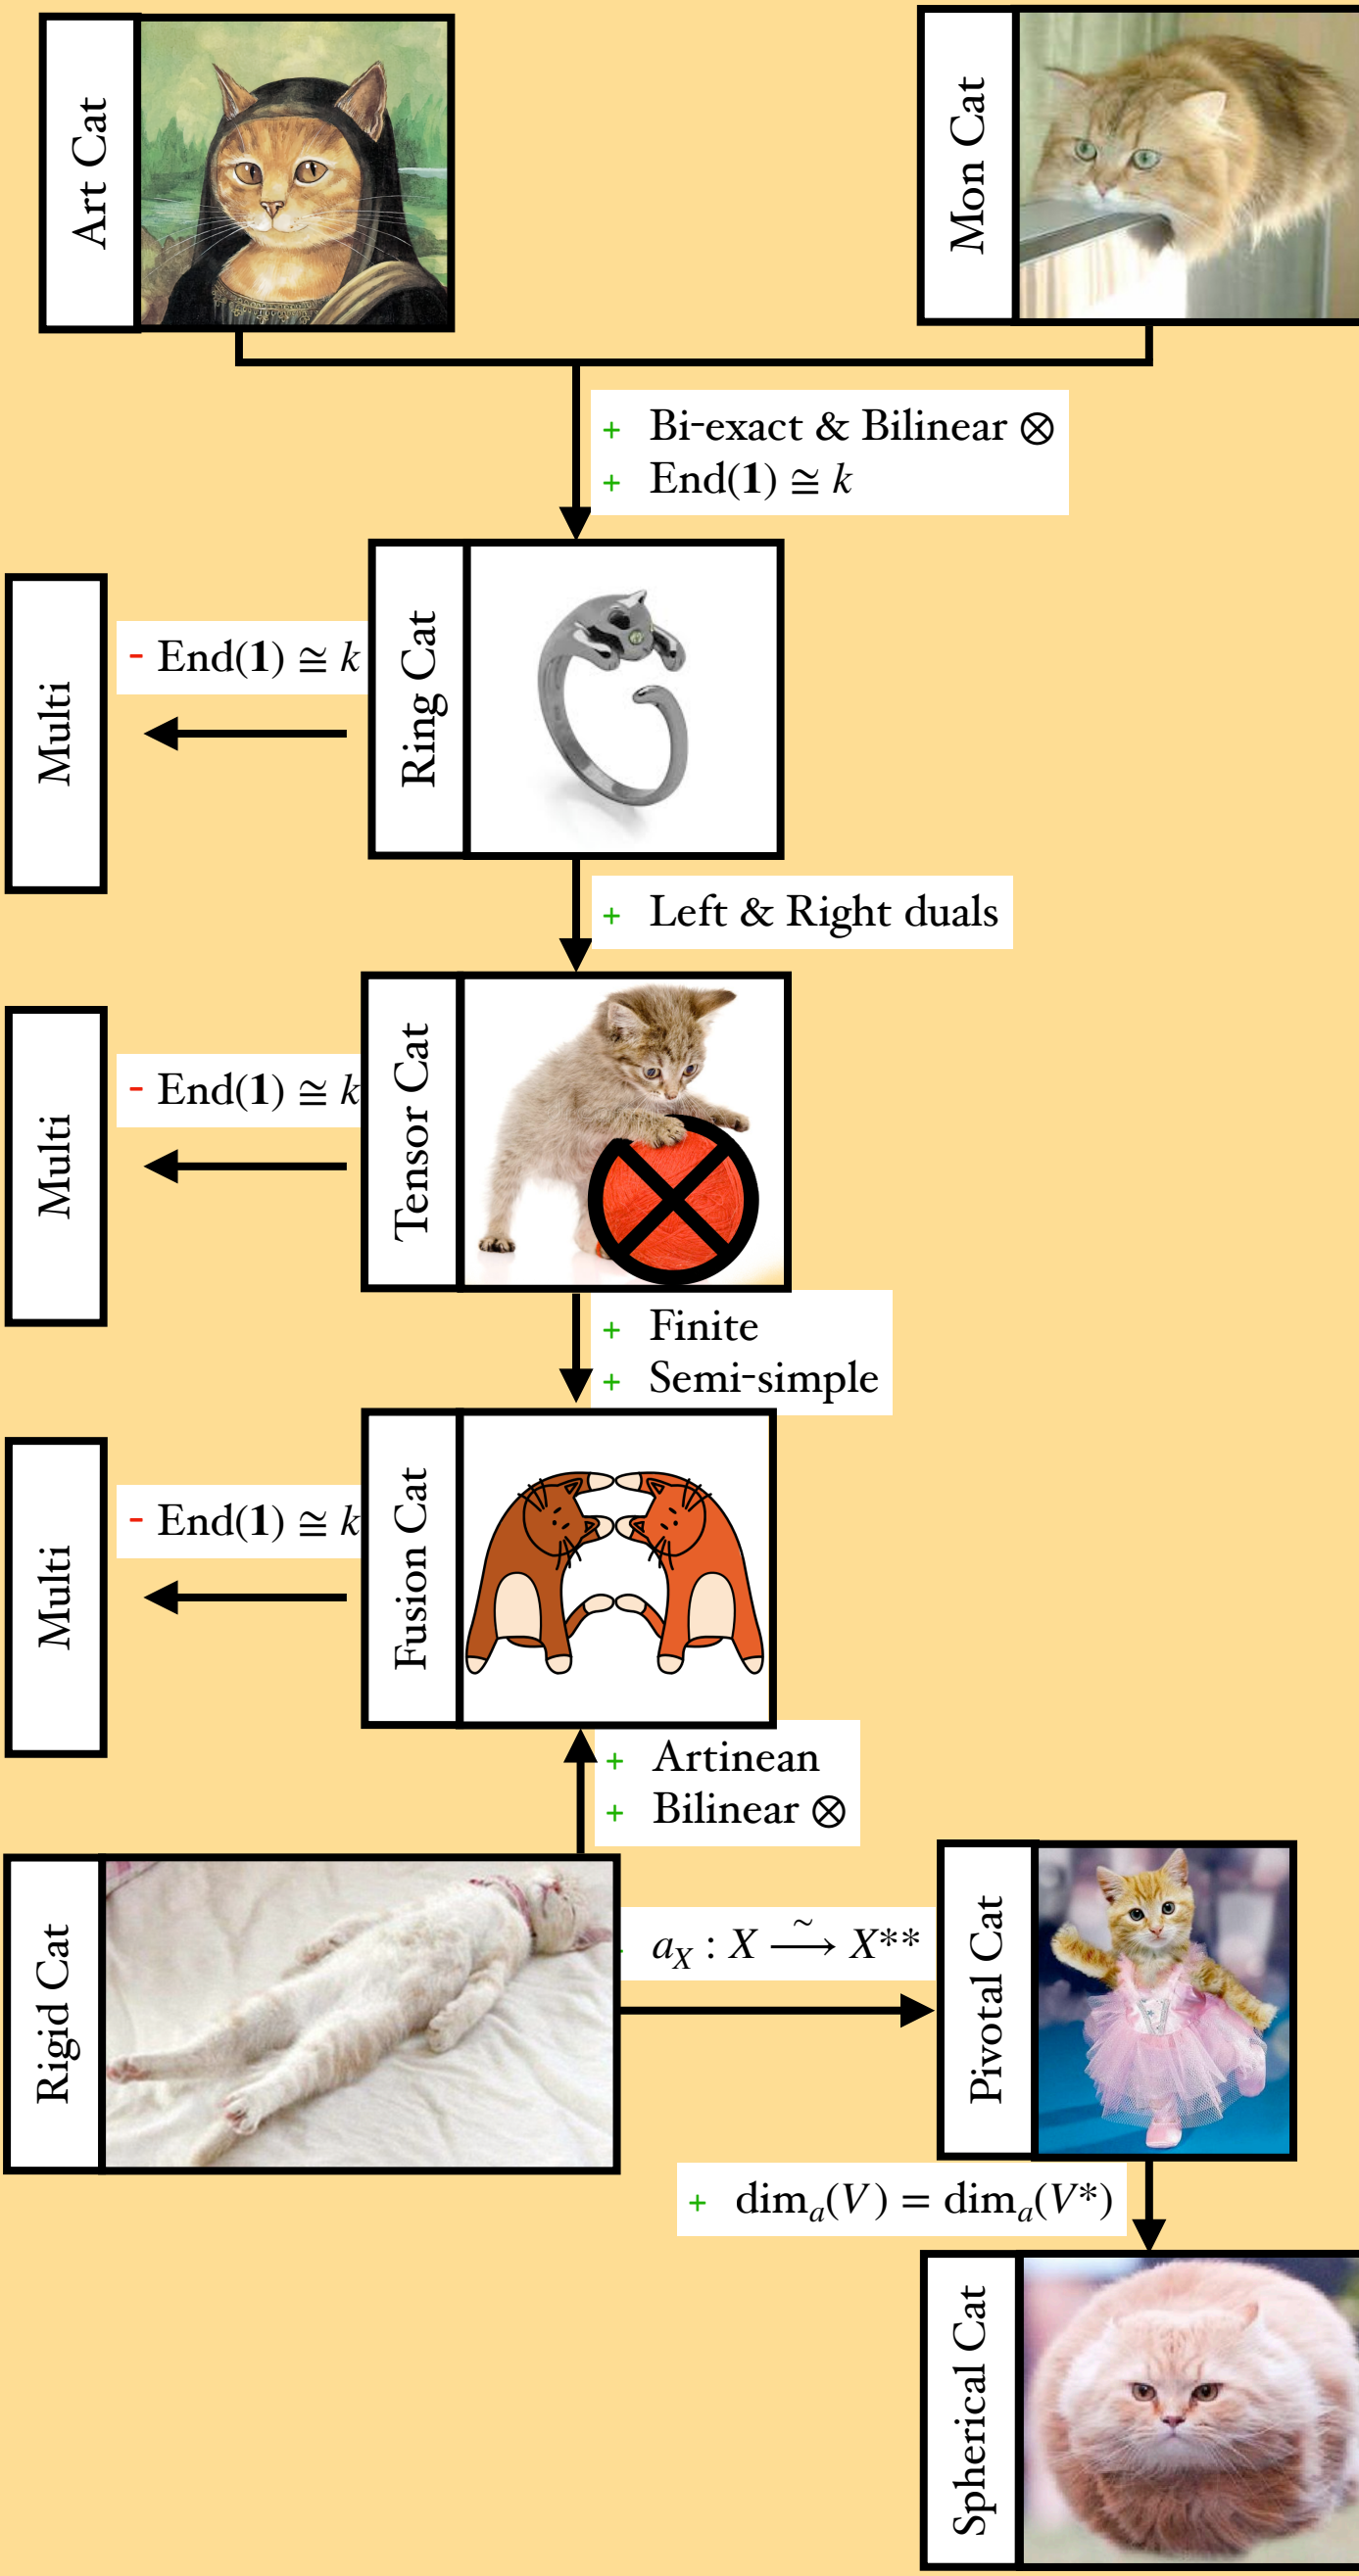 Art Cat
Mon Cat
+ Bi-exact & Bilinear ⊗
+ End(1) ≅ k
Multi
- End(1) ≅ k
Ring Cat
+ Left & Right duals
Multi
- End(1) ≅ k
Tensor Cat
+ Finite
+ Semi-simple
Multi
- End(1) ≅ k
Fusion Cat
+ Artinean
+ Bilinear ⊗
Rigid Cat
a_X : X ⟶̃ X**
Pivotal Cat
+ dim_a(V) = dim_a(V*)
Spherical Cat